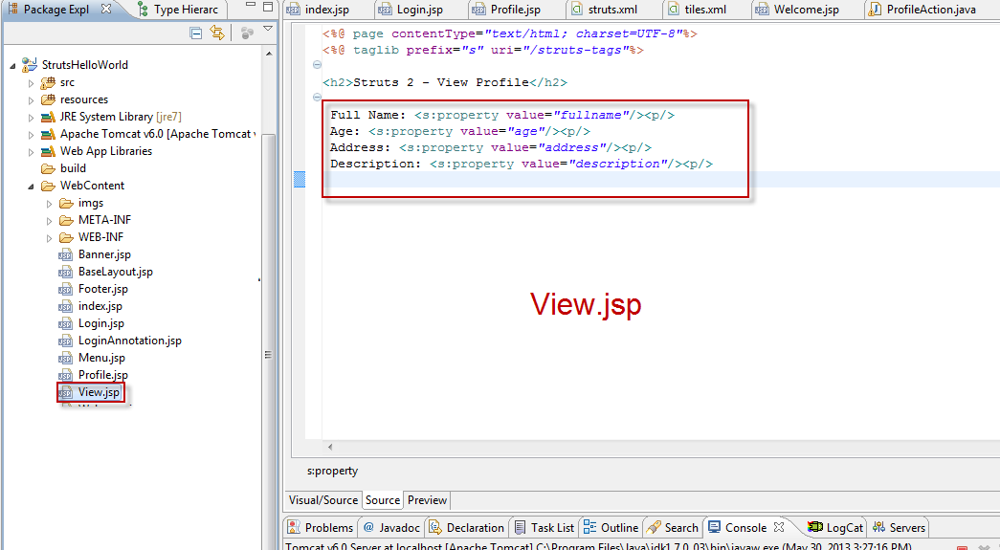 Package Expl
Type Hierarc
StrutsHelloWorld
src
resources
JRE System Library [jre7]
Apache Tomcat v6.0 [Apache Tomcat v
Web App Libraries
build
WebContent
imgs
META-INF
WEB-INF
Banner.jsp
BaseLayout.jsp
Footer.jsp
index.jsp
Login.jsp
LoginAnnotation.jsp
Menu.jsp
Profile.jsp
View.jsp
index.jsp
Login.jsp
Profile.jsp
struts.xml
tiles.xml
Welcome.jsp
ProfileAction.java
<%@ page contentType="text/html; charset=UTF-8"%>
<%@ taglib prefix="s" uri="/struts-tags"%>
<h2>Struts 2 - View Profile</h2>
Full Name: <s:property value="fullname"/><p/>
Age: <s:property value="age"/><p/>
Address: <s:property value="address"/><p/>
Description: <s:property value="description"/><p/>
View.jsp
s:property
Visual/Source Source Preview
Problems @ Javadoc Declaration Task List Outline Search Console LogCat Servers
Tomcat v6.0 Server at localhost [Apache Tomcat] C:\Program Files\Java\jdk1.7.0_03\bin\javaw.exe (May 30, 2013 3:27:16 PM)